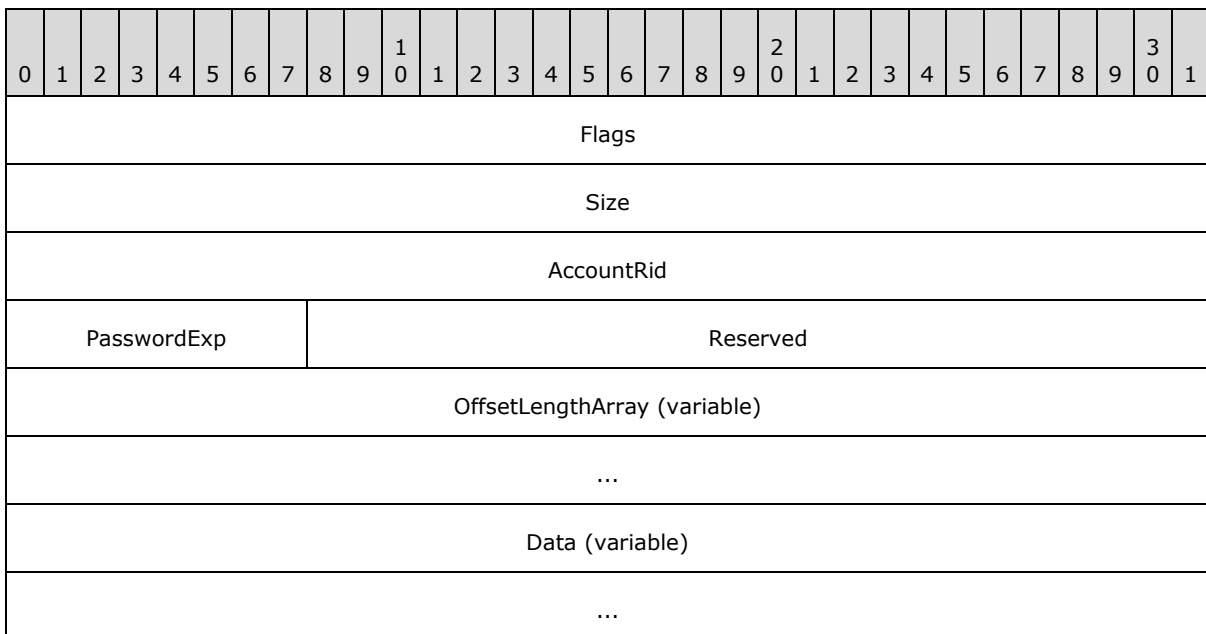 0 1 2 3 4 5 6 7 8 9 1 0 1 2 3 4 5 6 7 8 9 2 0 1 2 3 4 5 6 7 8 9 3 0 1
Flags
Size
AccountRid
PasswordExp Reserved
OffsetLengthArray (variable)
...
Data (variable)
...